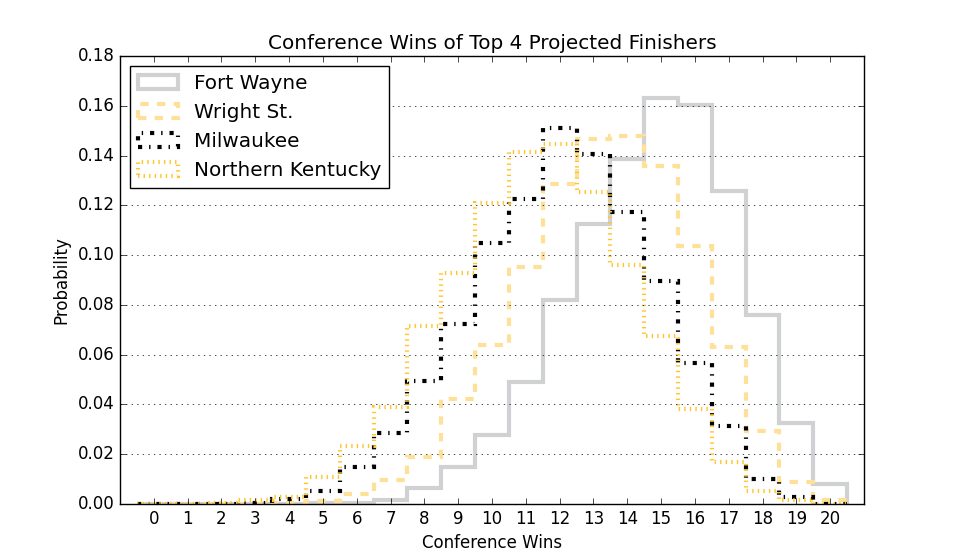 Conference Wins of Top 4 Projected Finishers
Fort Wayne
Wright St.
Milwaukee
Northern Kentucky
Probability
0.18
0.16
0.14
0.12
0.10
0.08
0.06
0.04
0.02
0.00
0 1 2 3 4 5 6 7 8 9 10 11 12 13 14 15 16 17 18 19 20
Conference Wins